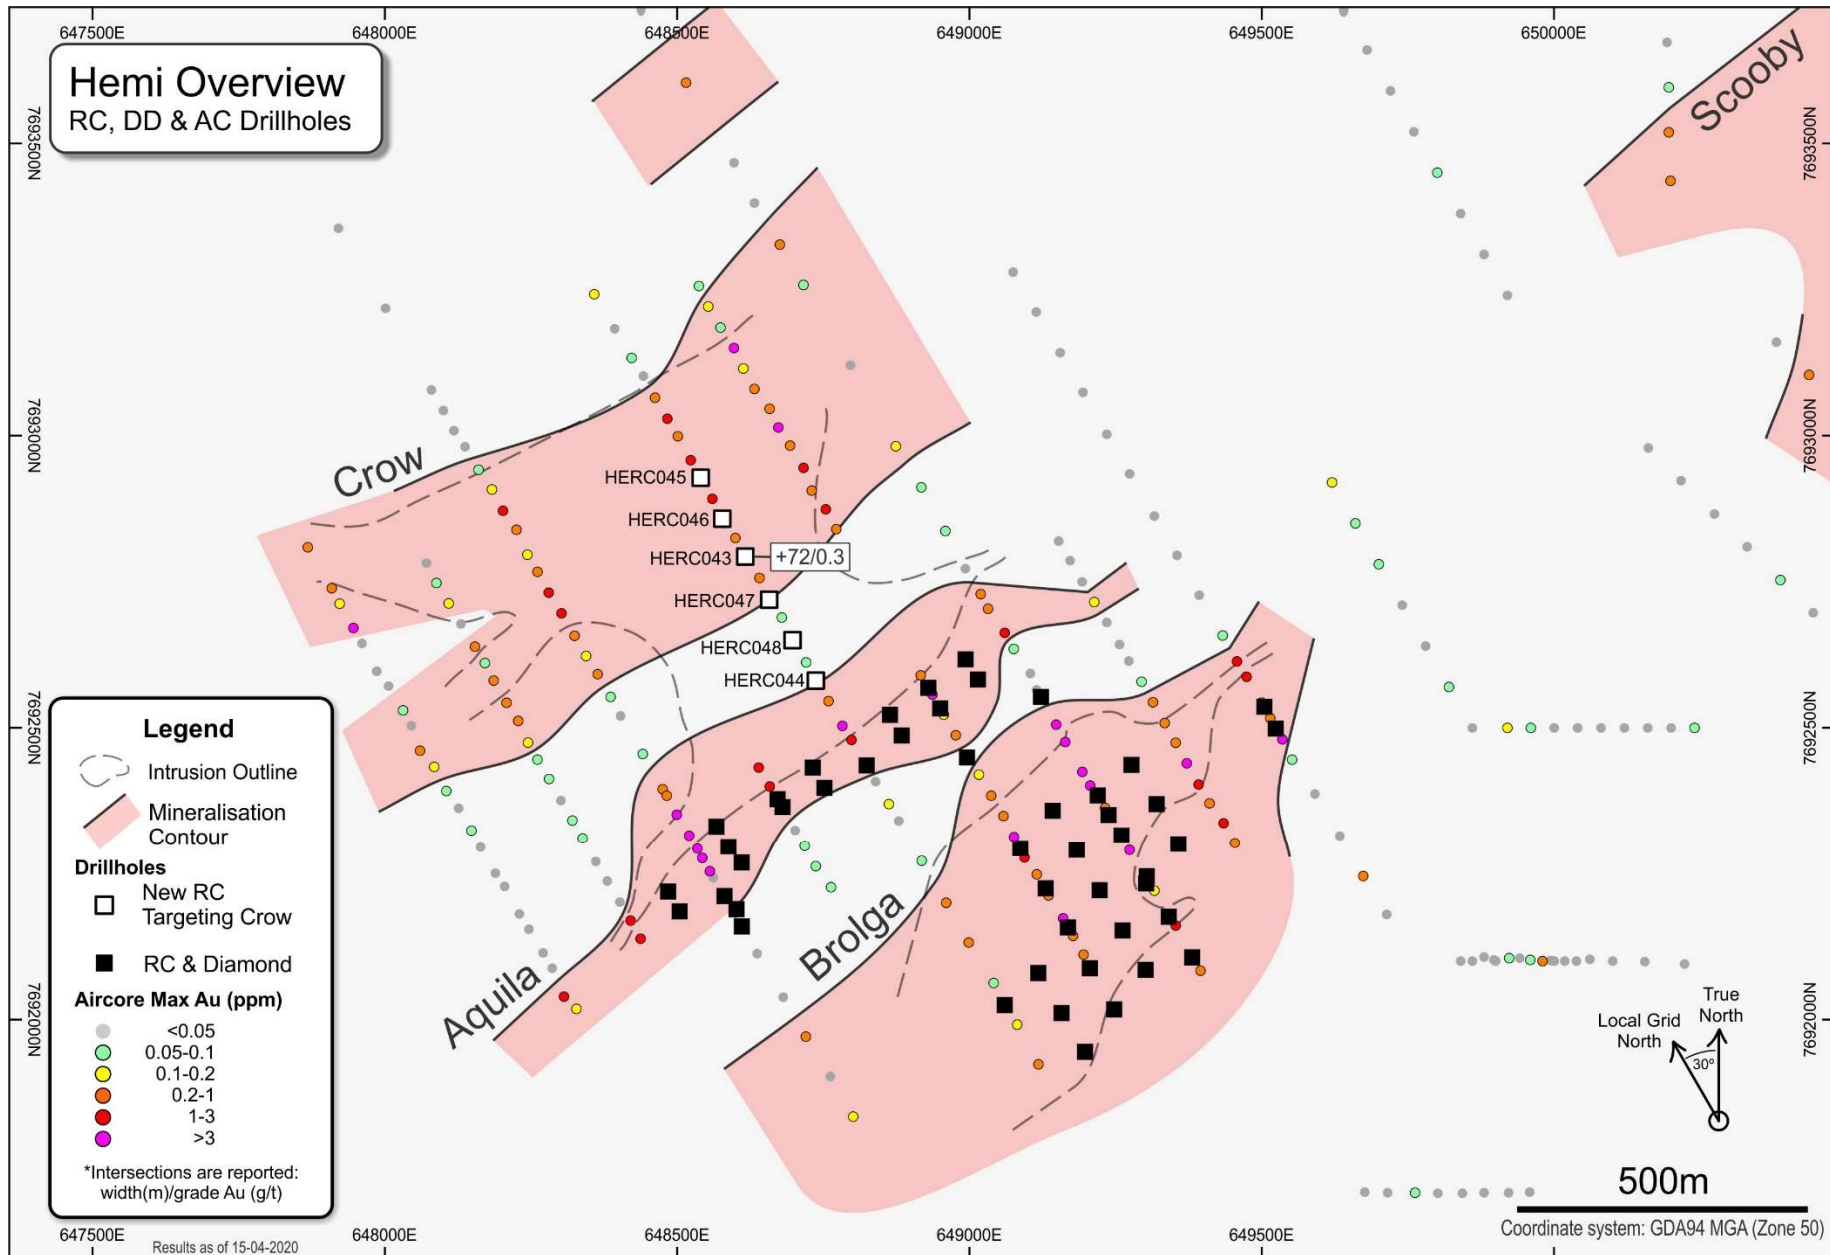 647500E
648000E
648500E
649000E
649500E
650000E
Hemi Overview
RC, DD & AC Drillholes
Scooby
7693500N
7693500N
Crow
7693000N
7693000N
HERC045
HERC046
HERC043
+72/0.3
HERC047
HERC048
HERC044
7692500N
7692500N
Legend
Intrusion Outline
Mineralisation
Contour
Drillholes
New RC
Targeting Crow
RC & Diamond
Aircore Max Au (ppm)
<0.05
0.05-0.1
0.1-0.2
0.2-1
1-3
>3
*Intersections are reported:
width(m)/grade Au (g/t)
Brolga
Aquila
7692000N
7692000N
True
North
Local Grid
North
30º
500m
Coordinate system: GDA94 MGA (Zone 50)
647500E
648000E
648500E
649000E
649500E
650000E
Results as of 15-04-2020